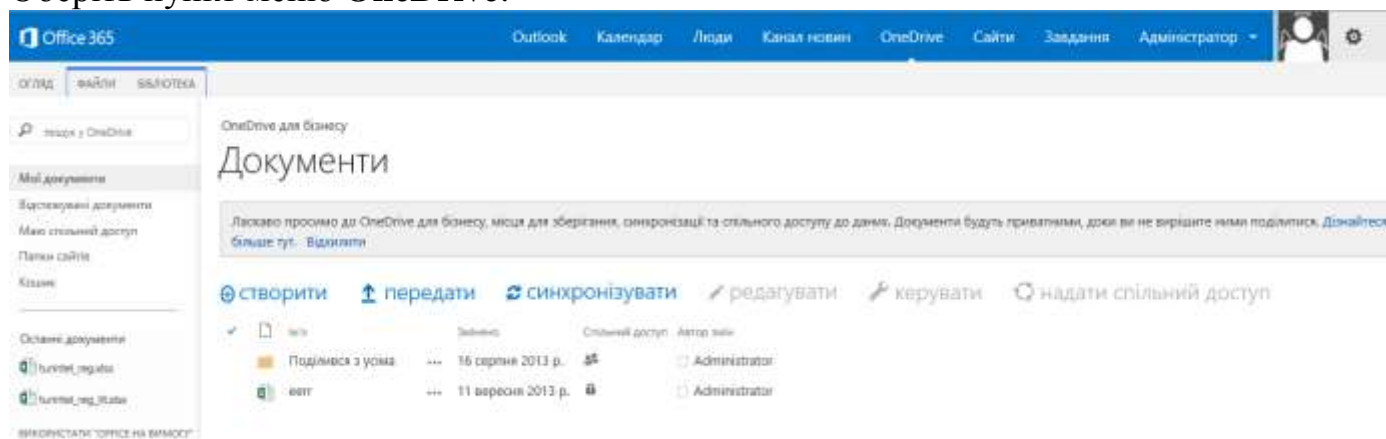 Оберіть пункт меню OneDrive.
Office 365 Outlook Календар Люди Канал новин OneDrive Сайти Завдання Адміністратор
ОГЛЯД ФАЙЛИ БІБЛІОТЕКА
пошук у OneDrive
OneDrive для бізнесу
Документи
Мої документи
Відстежувані документи
Маю спільний доступ
Папки сайтів
Кошик
Ласкаво просимо до OneDrive для бізнесу, місця для зберігання, синхронізації та спільного доступу до даних. Документи будуть приватними, доки ви не вирішите ними поділитися. Дізнайтеся
більше тут. Відхилити
створити передати синхронізувати редагувати керувати надати спільний доступ
Ім'я Змінено Спільний доступ Автор змін
Поділився з усіма ... 16 серпня 2013 р. Administrator
... 11 вересня 2013 р. Administrator
Останні документи
ВИКОРИСТАТИ "OFFICE НА ВИМОГУ"